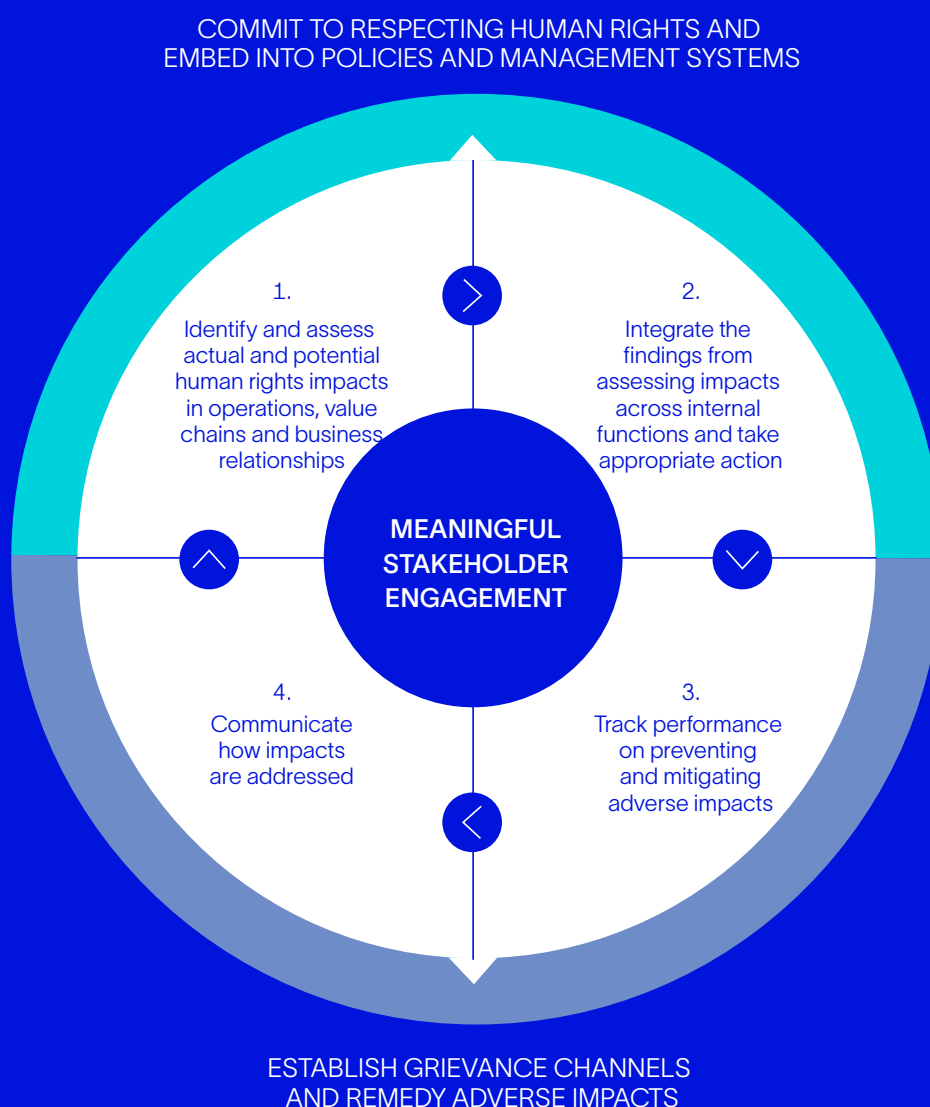 COMMIT TO RESPECTING HUMAN RIGHTS AND
EMBED INTO POLICIES AND MANAGEMENT SYSTEMS
1.
Identify and assess
actual and potential
human rights impacts
in operations, value
chains and business
relationships
2.
Integrate the
findings from
assessing impacts
across internal
functions and take
appropriate action
MEANINGFUL
STAKEHOLDER
ENGAGEMENT
4.
Communicate
how impacts
are addressed
3.
Track performance
on preventing
and mitigating
adverse impacts
ESTABLISH GRIEVANCE CHANNELS
AND REMEDY ADVERSE IMPACTS